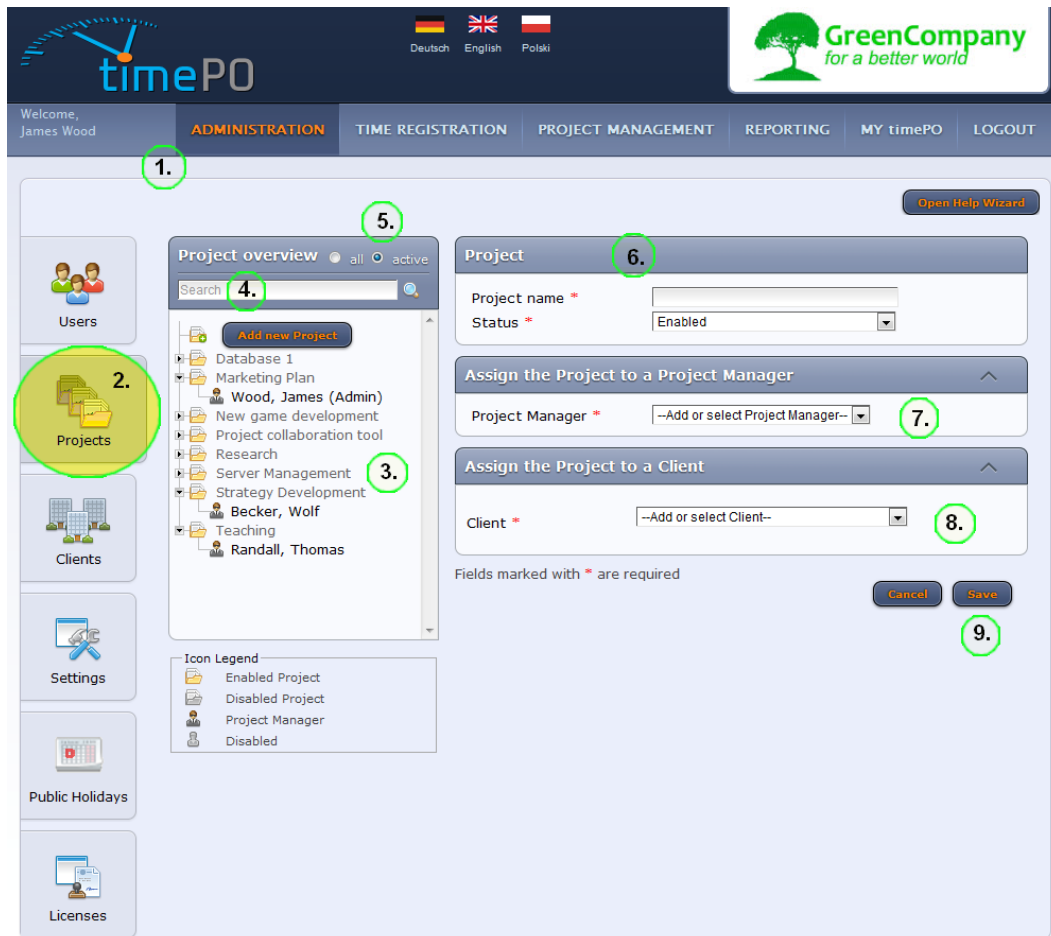 Deutsch English Polski
timePO
GreenCompany
for a better world
Welcome,
James Wood
ADMINISTRATION TIME REGISTRATION PROJECT MANAGEMENT REPORTING MY timePO LOGOUT
1.
Open Help Wizard
Users
2.
Projects
Clients
Settings
Public Holidays
Licenses
5.
Project overview all active
Search 4.
Add new Project
Database 1
Marketing Plan
Wood, James (Admin)
New game development
Project collaboration tool
Research
Server Management 3.
Strategy Development
Becker, Wolf
Teaching
Randall, Thomas
Icon Legend
Enabled Project
Disabled Project
Project Manager
Disabled
Project 6.
Project name *
Status * Enabled
Assign the Project to a Project Manager
Project Manager * --Add or select Project Manager-- 7.
Assign the Project to a Client
Client * --Add or select Client-- 8.
Fields marked with * are required
Cancel Save
9.